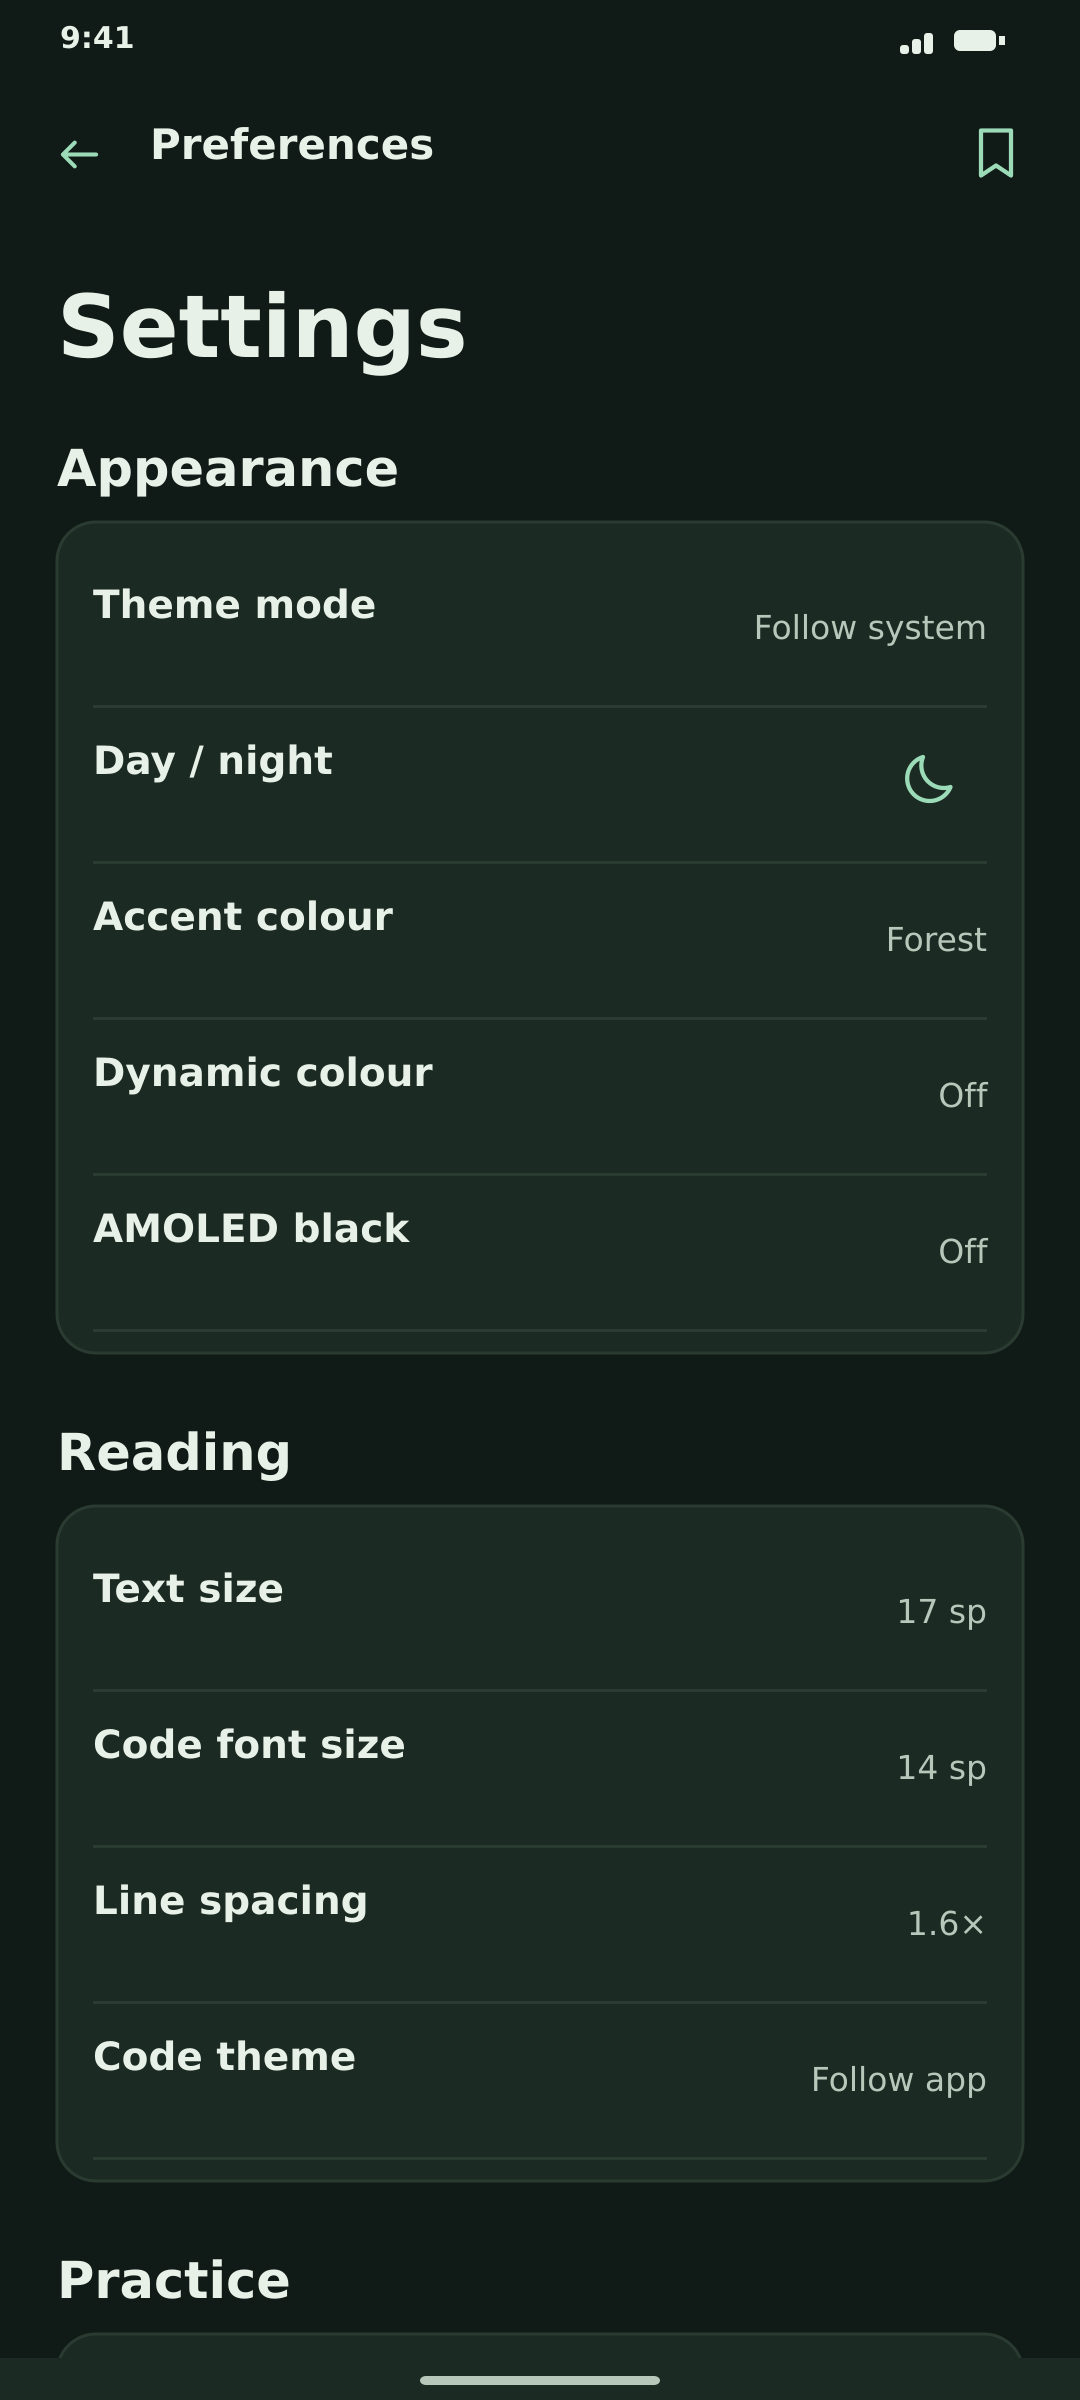 9:41
Preferences
Settings
Appearance
Theme mode
Follow system
Day / night
Accent colour
Forest
Dynamic colour
Off
AMOLED black
Off
Reading
Text size
17 sp
Code font size
14 sp
Line spacing
1.6×
Code theme
Follow app
Practice